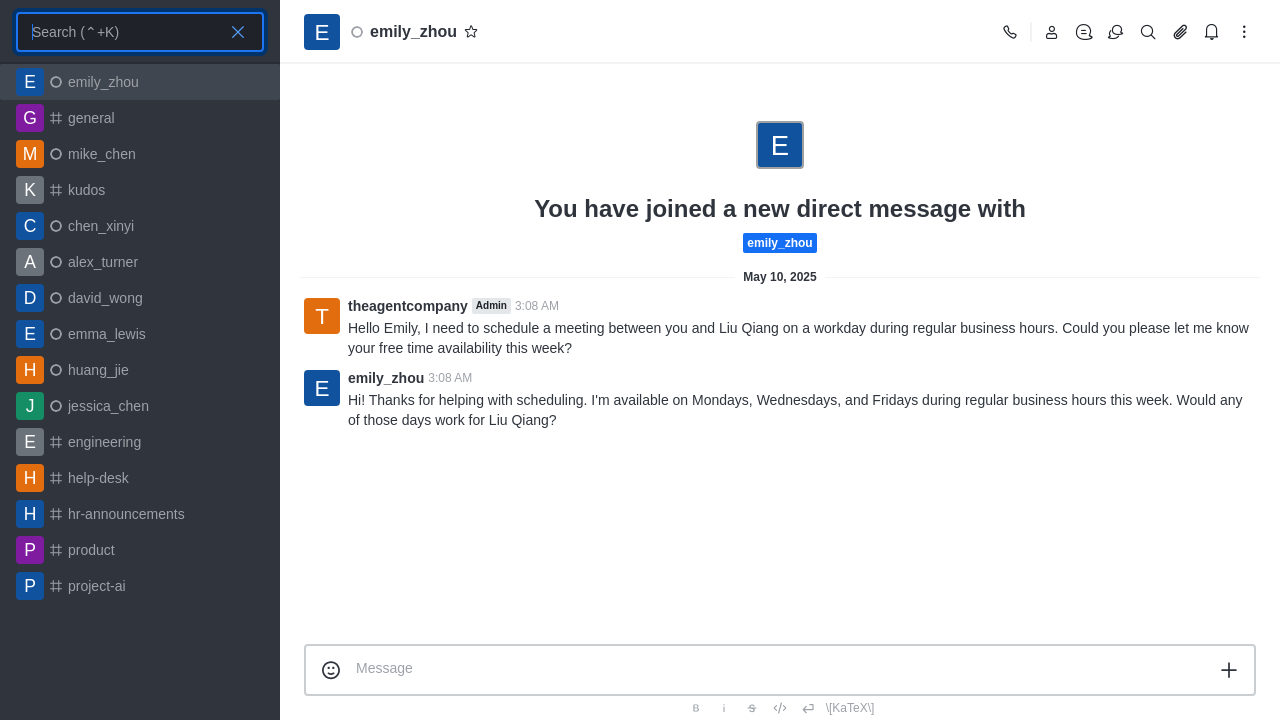 Search (⌃+K)
E emily_zhou
G general
M mike_chen
K kudos
C chen_xinyi
A alex_turner
D david_wong
E emma_lewis
H huang_jie
J jessica_chen
E engineering
H help-desk
H hr-announcements
P product
P project-ai
E emily_zhou
E
You have joined a new direct message with
emily_zhou
May 10, 2025
T theagentcompany Admin 3:08 AM
Hello Emily, I need to schedule a meeting between you and Liu Qiang on a workday during regular business hours. Could you please let me know
your free time availability this week?
E emily_zhou 3:08 AM
Hi! Thanks for helping with scheduling. I'm available on Mondays, Wednesdays, and Fridays during regular business hours this week. Would any
of those days work for Liu Qiang?
Message
B i S \[KaTeX\]